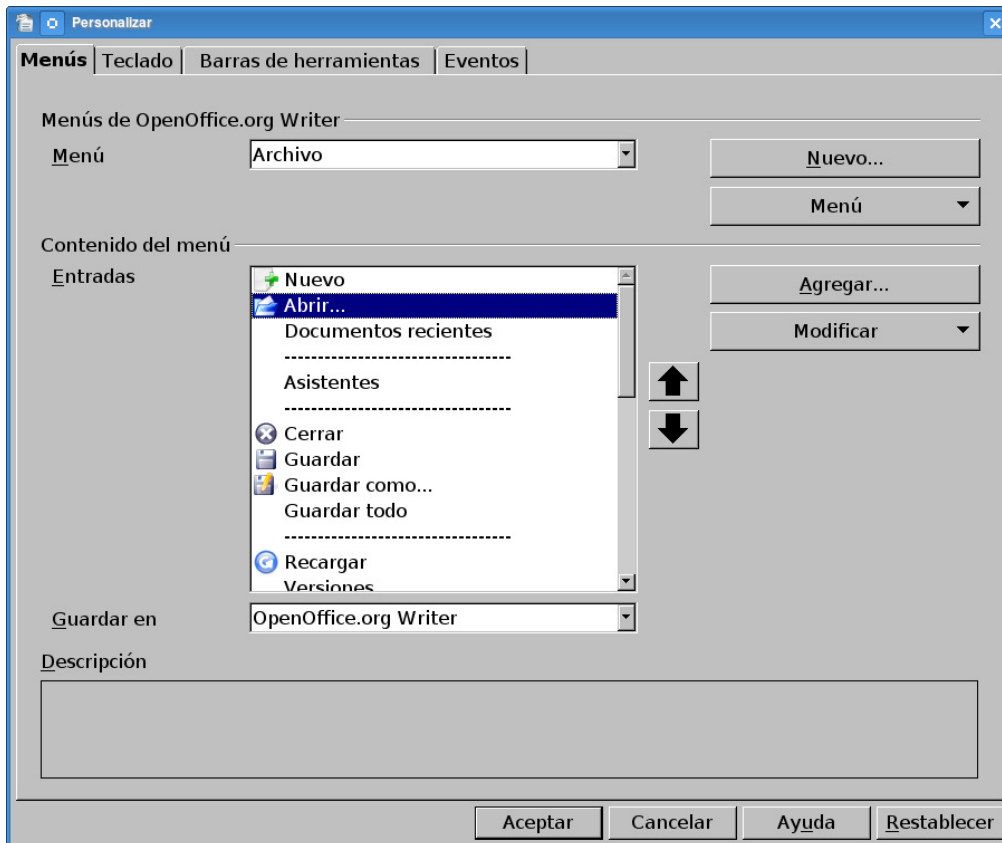 Personalizar
Menús Teclado Barras de herramientas Eventos
Menús de OpenOffice.org Writer
Menú Archivo Nuevo...
Menú
Contenido del menú
Entradas Nuevo Agregar...
Abrir...
Documentos recientes Modificar
--------------------------------
Asistentes
--------------------------------
Cerrar
Guardar
Guardar como...
Guardar todo
--------------------------------
Recargar
Versiones
Guardar en OpenOffice.org Writer
Descripción
Aceptar Cancelar Ayuda Restablecer